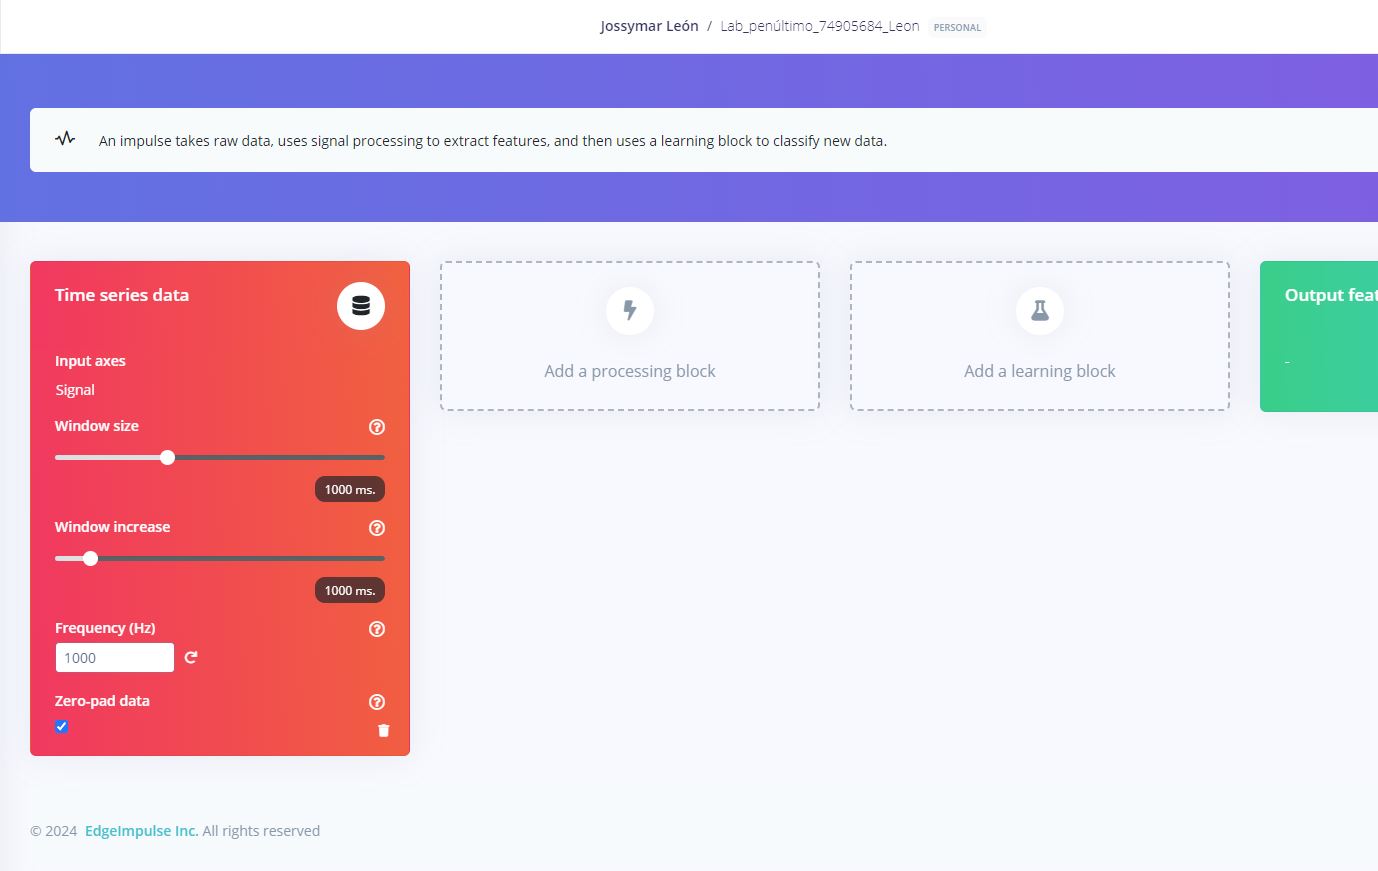 Jossymar León / Lab_penúltimo_74905684_Leon PERSONAL
An impulse takes raw data, uses signal processing to extract features, and then uses a learning block to classify new data.
Time series data
Input axes
Signal
Window size
1000 ms.
Window increase
1000 ms.
Frequency (Hz)
1000
Zero-pad data
Add a processing block
Add a learning block
Output feat
-
© 2024 EdgeImpulse Inc. All rights reserved